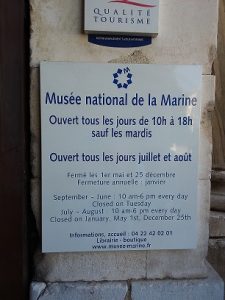 QUALITÉ
TOURISME
Musée national de la Marine
Ouvert tous les jours de 10h à 18h
sauf les mardis
Ouvert tous les jours juillet et août
Fermé les 1er mai et 25 décembre
Fermeture annuelle : janvier
September - June : 10 am-6 pm every day
Closed on Tuesday
July - August : 10 am-6 pm every day
Closed on January, May 1st, December 25th
Informations, accueil : 04 22 42 02 01
Librairie - boutique
www.musee-marine.fr